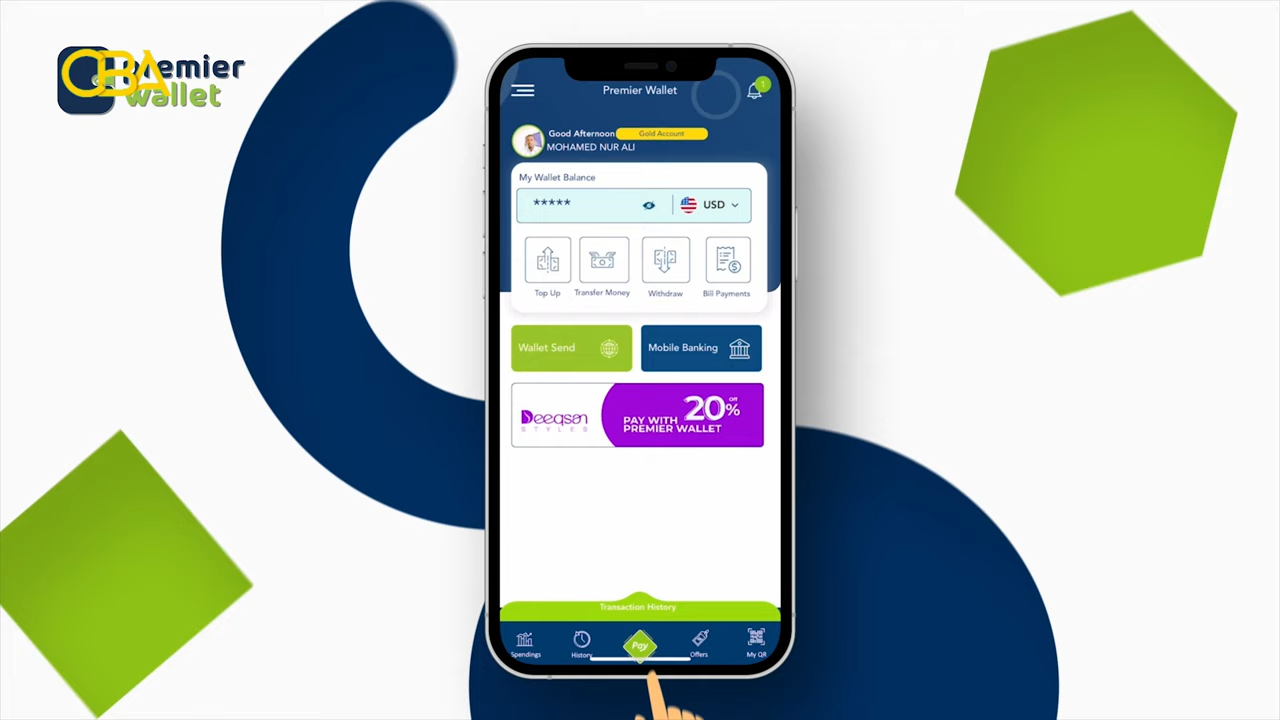 CBA
premier
wallet
Premier Wallet
1
Good Afternoon
Gold Account
MOHAMED NUR ALI
My Wallet Balance
*****
USD
Top Up
Transfer Money
Withdraw
Bill Payments
Wallet Send
Mobile Banking
Deeqsan
STYLES
PAY WITH 20% Off
PREMIER WALLET
Transaction History
Pay
Spendings
History
Offers
My QR